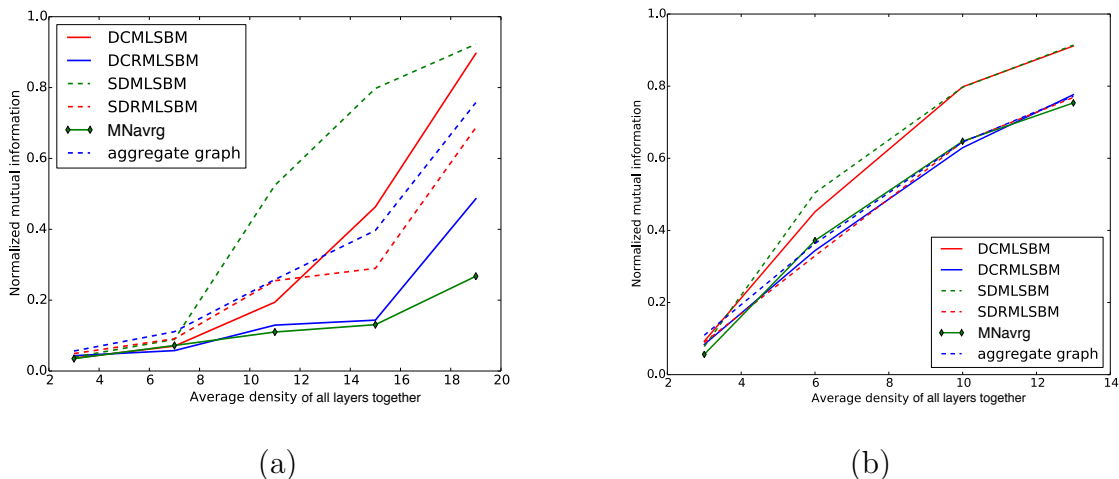 1.0
0.8
0.6
0.4
0.2
0.0
Normalized mutual information
DCMLSBM
DCRMLSBM
SDMLSBM
SDRMLSBM
MNavrg
aggregate graph
2 4 6 8 10 12 14 16 18 20
Average density of all layers together
(a)
1.0
0.8
0.6
0.4
0.2
0.0
Normalized mutual information
DCMLSBM
DCRMLSBM
SDMLSBM
SDRMLSBM
MNavrg
aggregate graph
2 4 6 8 10 12 14
Average density of all layers together
(b)